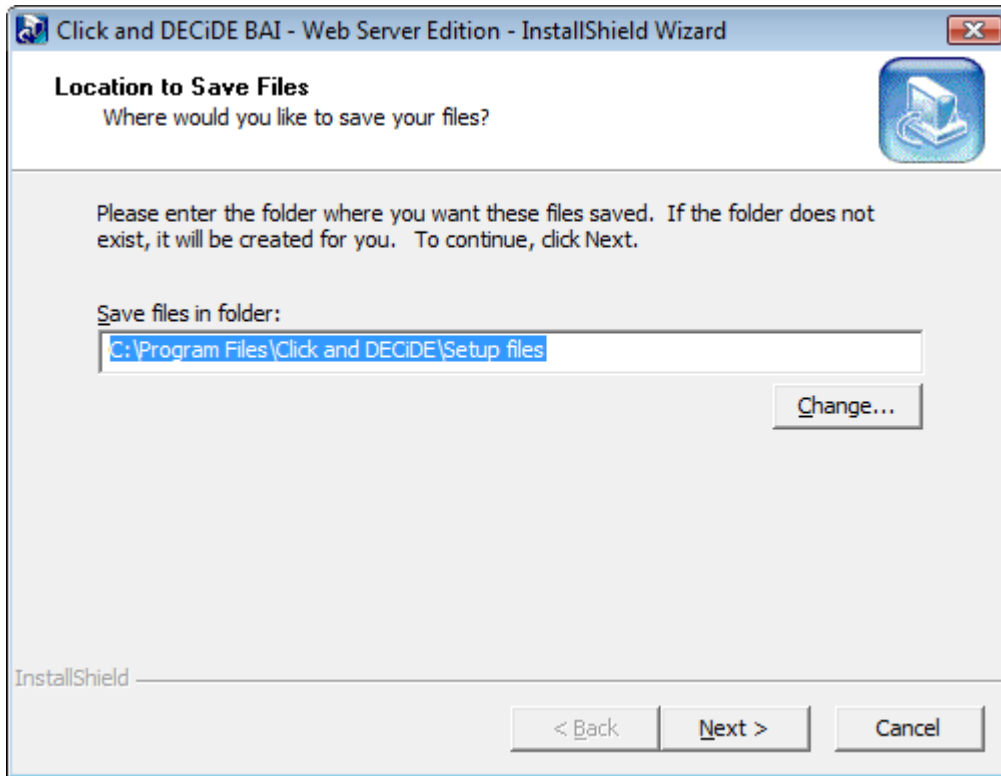 Click and DECiDE BAI - Web Server Edition - InstallShield Wizard
Location to Save Files
Where would you like to save your files?
Please enter the folder where you want these files saved.  If the folder does not
exist, it will be created for you.   To continue, click Next.
Save files in folder:
C:\Program Files\Click and DECiDE\Setup files
Change...
InstallShield
< Back
Next >
Cancel